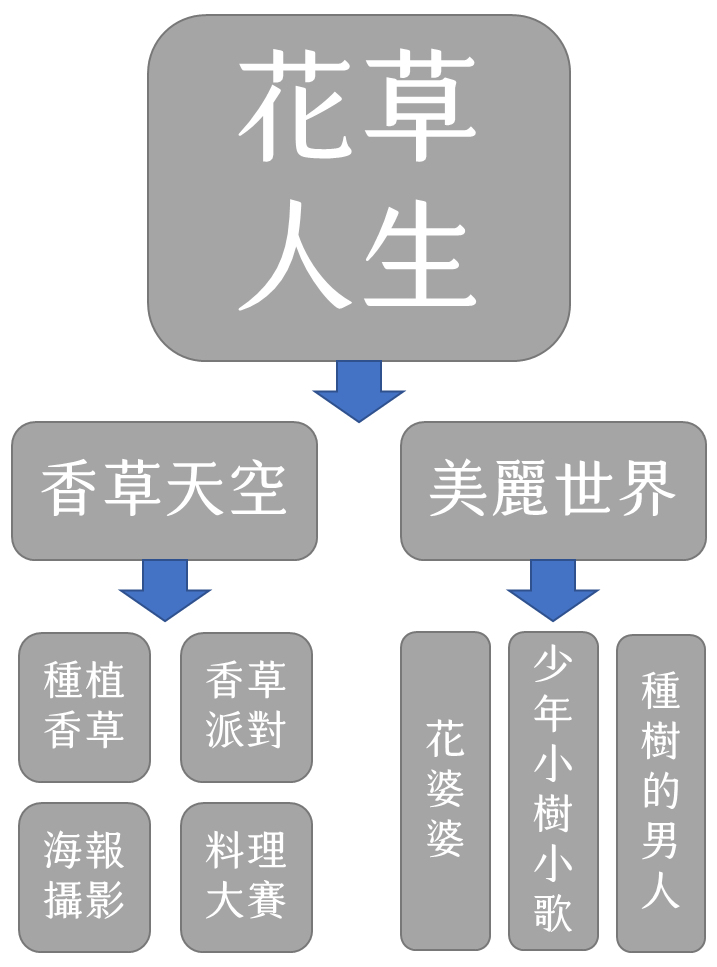 花草
人生
香草天空
美麗世界
種植
香草
香草
派對
海報
攝影
料理
大賽
花婆婆
少年小樹小歌
種樹的男人